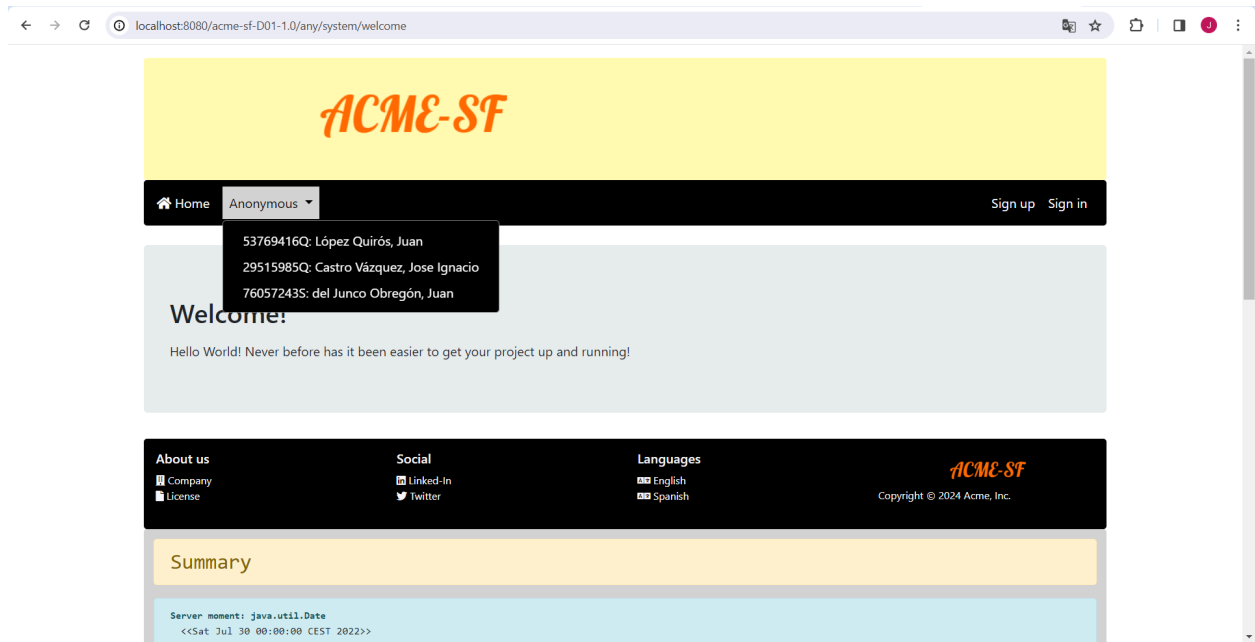 localhost:8080/acme-sf-D01-1.0/any/system/welcome
J
ACME-SF
Home Anonymous Sign up Sign in
53769416Q: López Quirós, Juan
29515985Q: Castro Vázquez, Jose Ignacio
76057243S: del Junco Obregón, Juan
Welcome!
Hello World! Never before has it been easier to get your project up and running!
About us Social Languages ACME-SF
Company Linked-In English
License Twitter Spanish Copyright © 2024 Acme, Inc.
Summary
Server moment: java.util.Date
<<Sat Jul 30 00:00:00 CEST 2022>>